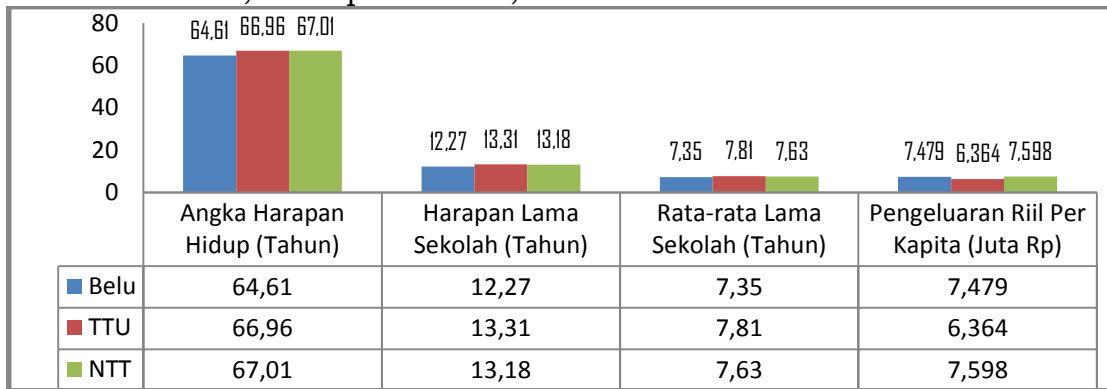 80
60
40
20
0
64,61 66,96 67,01
12,27 13,31 13,18
7,35 7,81 7,63
7,479 6,364 7,598
Angka Harapan
Hidup (Tahun)
Harapan Lama
Sekolah (Tahun)
Rata-rata Lama
Sekolah (Tahun)
Pengeluaran Riil Per
Kapita (Juta Rp)
Belu 64,61 12,27 7,35 7,479
TTU 66,96 13,31 7,81 6,364
NTT 67,01 13,18 7,63 7,598